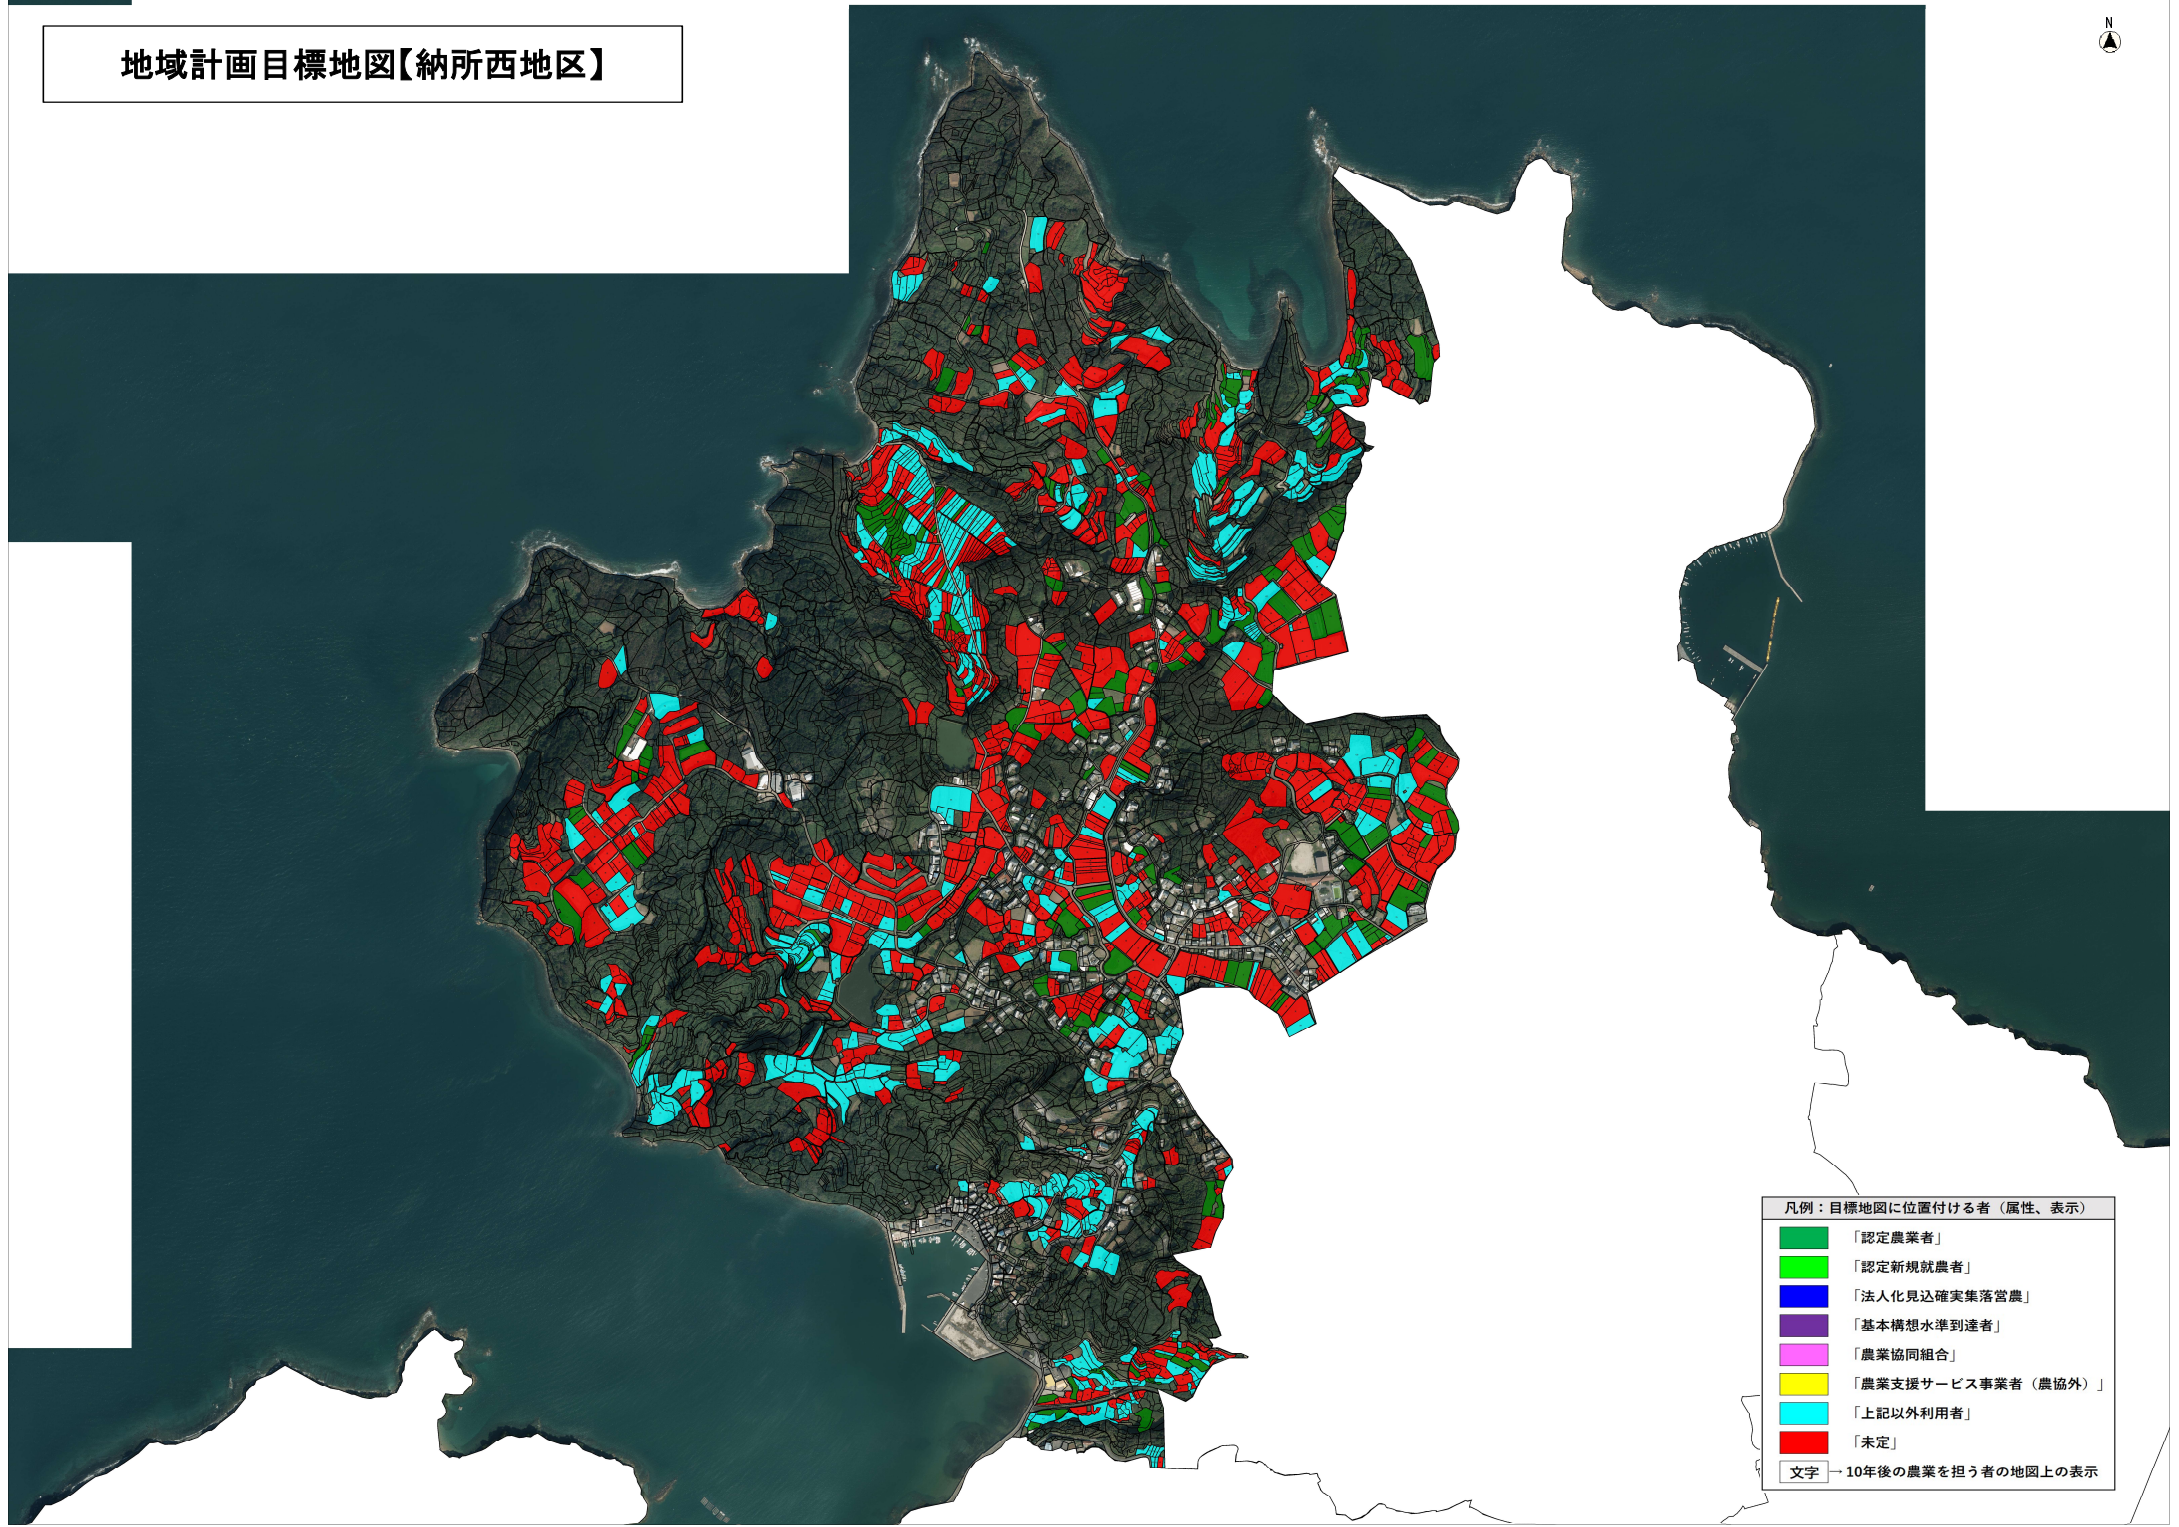 地域計画目標地図【納所西地区】
N
凡例：目標地図に位置付ける者（属性、表示）
「認定農業者」
「認定新規就農者」
「法人化見込確実集落営農」
「基本構想水準到達者」
「農業協同組合」
「農業支援サービス事業者（農協外）」
「上記以外利用者」
「未定」
文字 →10年後の農業を担う者の地図上の表示